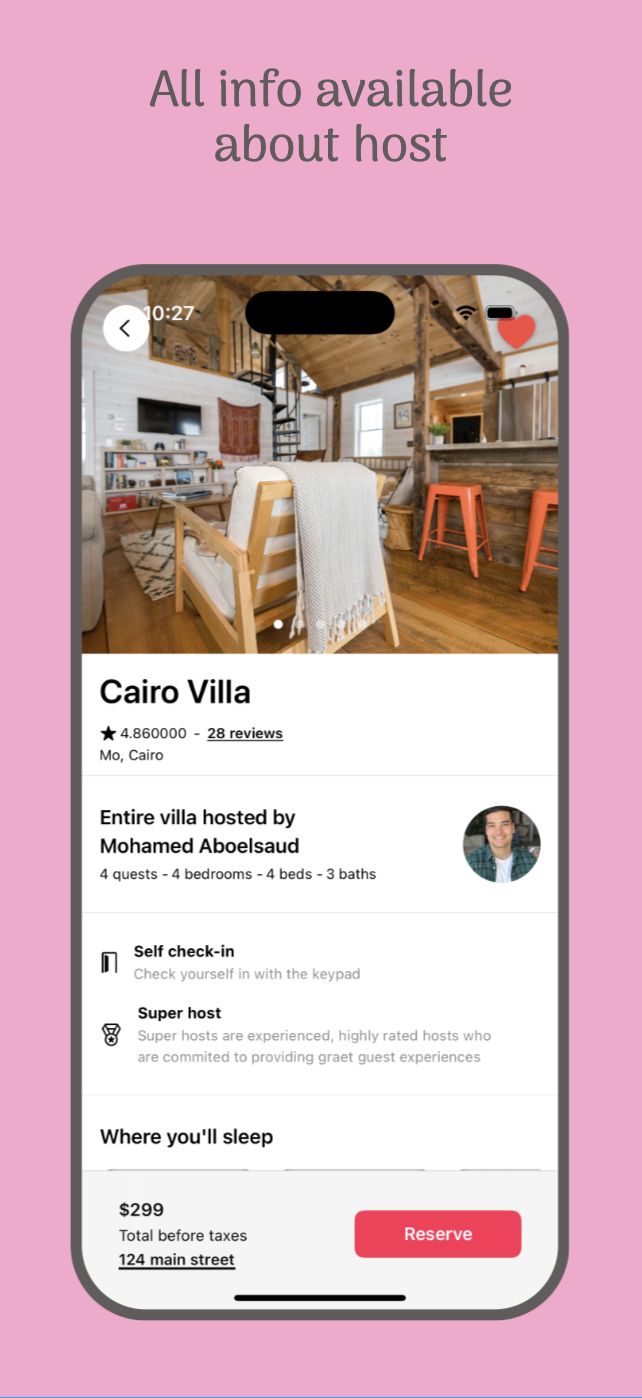 All info available
about host
10:27
Cairo Villa
4.860000 - 28 reviews
Mo, Cairo
Entire villa hosted by
Mohamed Aboelsaud
4 quests - 4 bedrooms - 4 beds - 3 baths
Self check-in
Check yourself in with the keypad
Super host
Super hosts are experienced, highly rated hosts who
are commited to providing graet guest experiences
Where you'll sleep
$299
Total before taxes
124 main street
Reserve